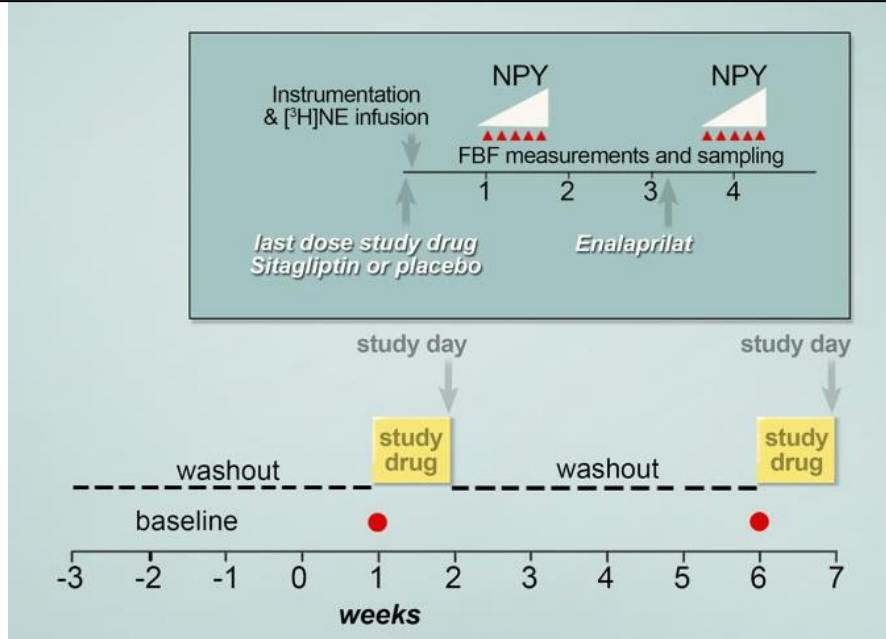 NPY NPY
Instrumentation
& [³H]NE infusion
FBF measurements and sampling
1 2 3 4
last dose study drug
Sitagliptin or placebo
Enalaprilat
study day study day
study
drug
study
drug
washout washout
baseline
-3 -2 -1 0 1 2 3 4 5 6 7
weeks